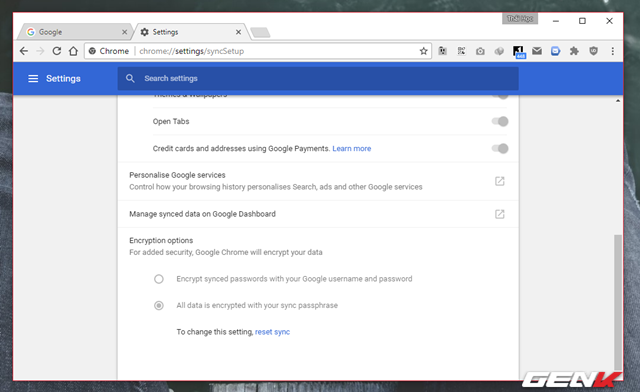 Google
Settings
Chrome
chrome://settings/syncSetup
Settings
Search settings
Themes & Wallpapers
Open Tabs
Credit cards and addresses using Google Payments. Learn more
Personalise Google services
Control how your browsing history personalises Search, ads and other Google services
Manage synced data on Google Dashboard
Encryption options
For added security, Google Chrome will encrypt your data
Encrypt synced passwords with your Google username and password
All data is encrypted with your sync passphrase
To change this setting, reset sync
GENK